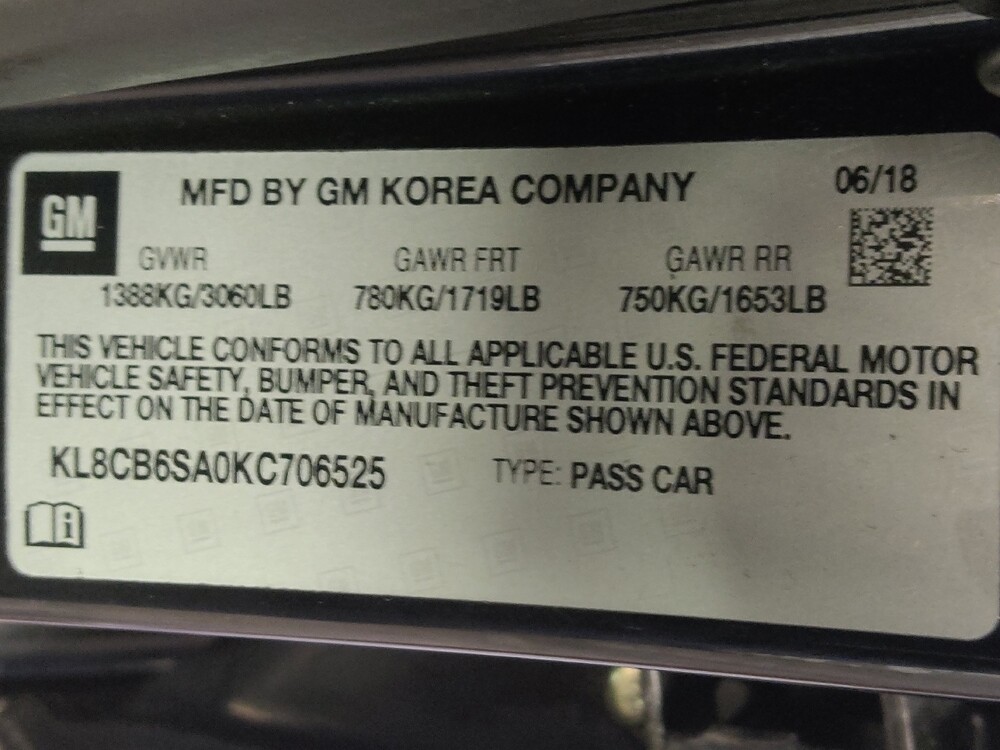 GM
MFD BY GM KOREA COMPANY
06/18
GVWR GAWR FRT GAWR RR
1388KG/3060LB 780KG/1719LB 750KG/1653LB
THIS VEHICLE CONFORMS TO ALL APPLICABLE U.S. FEDERAL MOTOR
VEHICLE SAFETY, BUMPER, AND THEFT PREVENTION STANDARDS IN
EFFECT ON THE DATE OF MANUFACTURE SHOWN ABOVE.
KL8CB6SA0KC706525 TYPE: PASS CAR
i